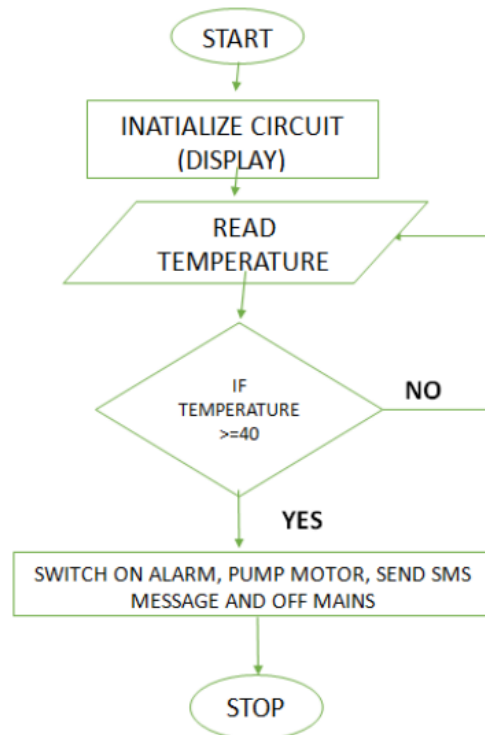 START
INATIALIZE CIRCUIT
(DISPLAY)
READ
TEMPERATURE
IF
TEMPERATURE
>=40
NO
YES
SWITCH ON ALARM, PUMP MOTOR, SEND SMS
MESSAGE AND OFF MAINS
STOP